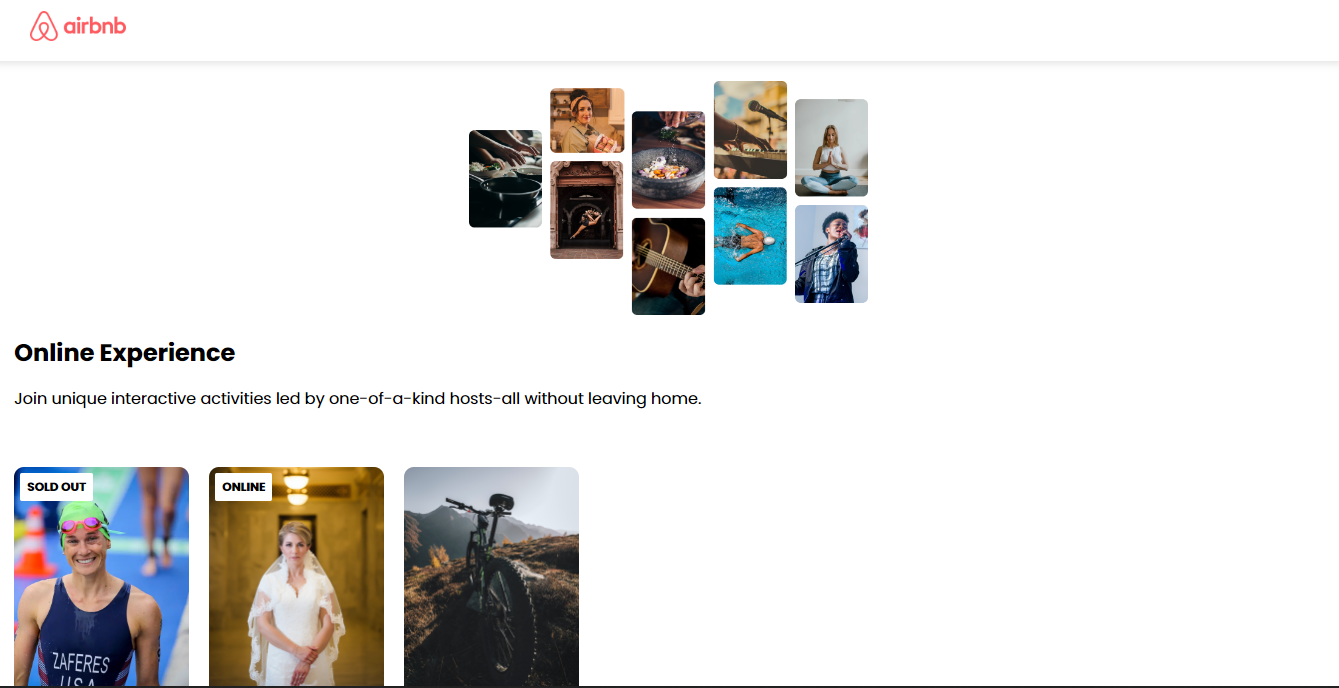 airbnb
Online Experience
Join unique interactive activities led by one-of-a-kind hosts-all without leaving home.
SOLD OUT
ONLINE
ZAFERES
USA